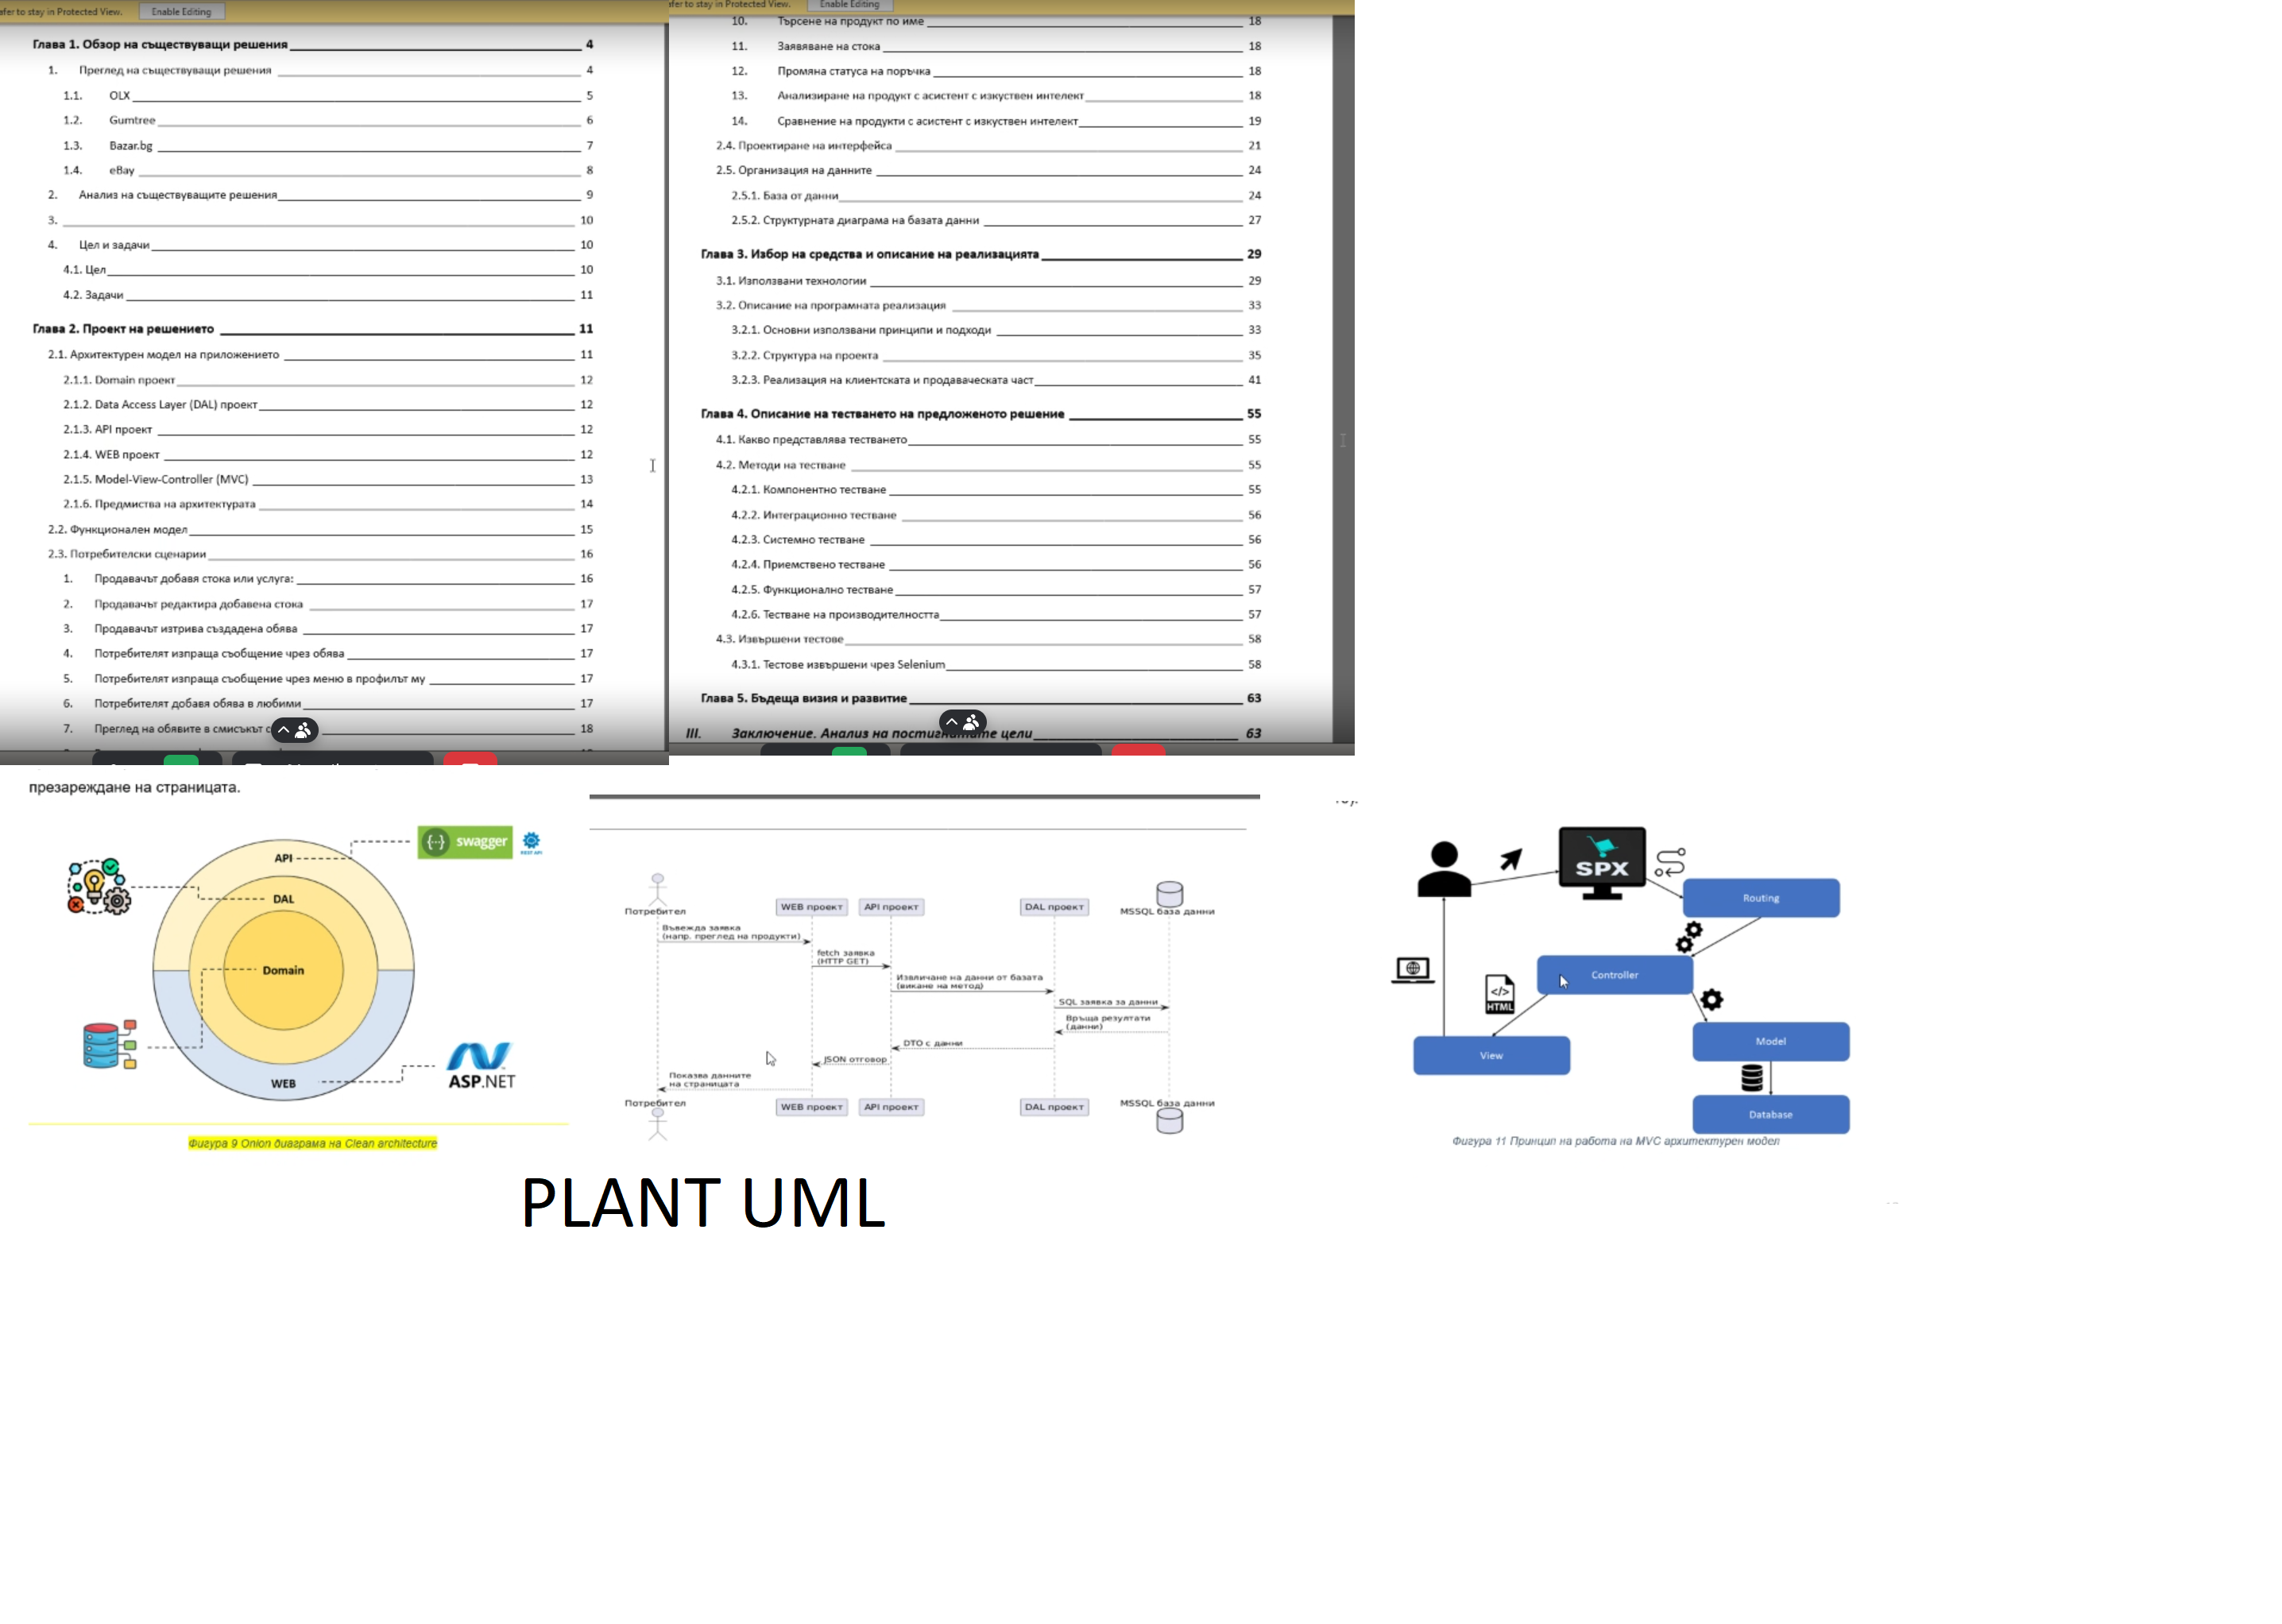 afer to stay in Protected View. Enable Editing
Глава 1. Обзор на съществуващи решения 4
1. Преглед на съществуващи решения 4
1.1. OLX 5
1.2. Gumtree 6
1.3. Bazar.bg 7
1.4. eBay 8
2. Анализ на съществуващите решения 9
3. 10
4. Цел и задачи 10
4.1. Цел 10
4.2. Задачи 11
Глава 2. Проект на решението 11
2.1. Архитектурен модел на приложението 11
2.1.1. Domain проект 12
2.1.2. Data Access Layer (DAL) проект 12
2.1.3. API проект 12
2.1.4. WEB проект 12
2.1.5. Model-View-Controller (MVC) 13
2.1.6. Предмиства на архитектурата 14
2.2. Функционален модел 15
2.3. Потребителски сценарии 16
1. Продавачът добавя стока или услуга: 16
2. Продавачът редактира добавена стока 17
3. Продавачът изтрива създадена обява 17
4. Потребителят изпраща съобщение чрез обява 17
5. Потребителят изпраща съобщение чрез меню в профилът му 17
6. Потребителят добавя обява в любими 17
7. Преглед на обявите в смисъкът с 18
afer to stay in Protected View. Enable Editing
10. Търсене на продукт по име 18
11. Заявяване на стока 18
12. Промяна статуса на поръчка 18
13. Анализиране на продукт с асистент с изкуствен интелект 18
14. Сравнение на продукти с асистент с изкуствен интелект 19
2.4. Проектиране на интерфейса 21
2.5. Организация на данните 24
2.5.1. База от данни 24
2.5.2. Структурната диаграма на базата данни 27
Глава 3. Избор на средства и описание на реализацията 29
3.1. Използвани технологии 29
3.2. Описание на програмната реализация 33
3.2.1. Основни използвани принципи и подходи 33
3.2.2. Структура на проекта 35
3.2.3. Реализация на клиентската и продаваческата част 41
Глава 4. Описание на тестването на предложеното решение 55
4.1. Какво представлява тестването 55
4.2. Методи на тестване 55
4.2.1. Компонентно тестване 55
4.2.2. Интеграционно тестване 56
4.2.3. Системно тестване 56
4.2.4. Приемствено тестване 56
4.2.5. Функционално тестване 57
4.2.6. Тестване на производителността 57
4.3. Извършени тестове 58
4.3.1. Тестове извършени чрез Selenium 58
Глава 5. Бъдеща визия и развитие 63
III. Заключение. Анализ на постигнатите цели 63
презареждане на страницата.
API
swagger
REST API
DAL
Domain
WEB
ASP.NET
Фигура 9 Onion диаграма на Clean architecture
Потребител WEB проект API проект DAL проект MSSQL база данни
Въвежда заявка
(напр. преглед на продукти)
fetch заявка
(HTTP GET)
Извличане на данни от базата
(викане на метод)
SQL заявка за данни
Връща резултати
(данни)
DTO с данни
JSON отговор
Показва данните
на страницата
Потребител WEB проект API проект DAL проект MSSQL база данни
PLANT UML
SPX
Routing
Controller
</>
HTML
View
Model
Database
Фигура 11 Принцип на работа на MVC архитектурен модел